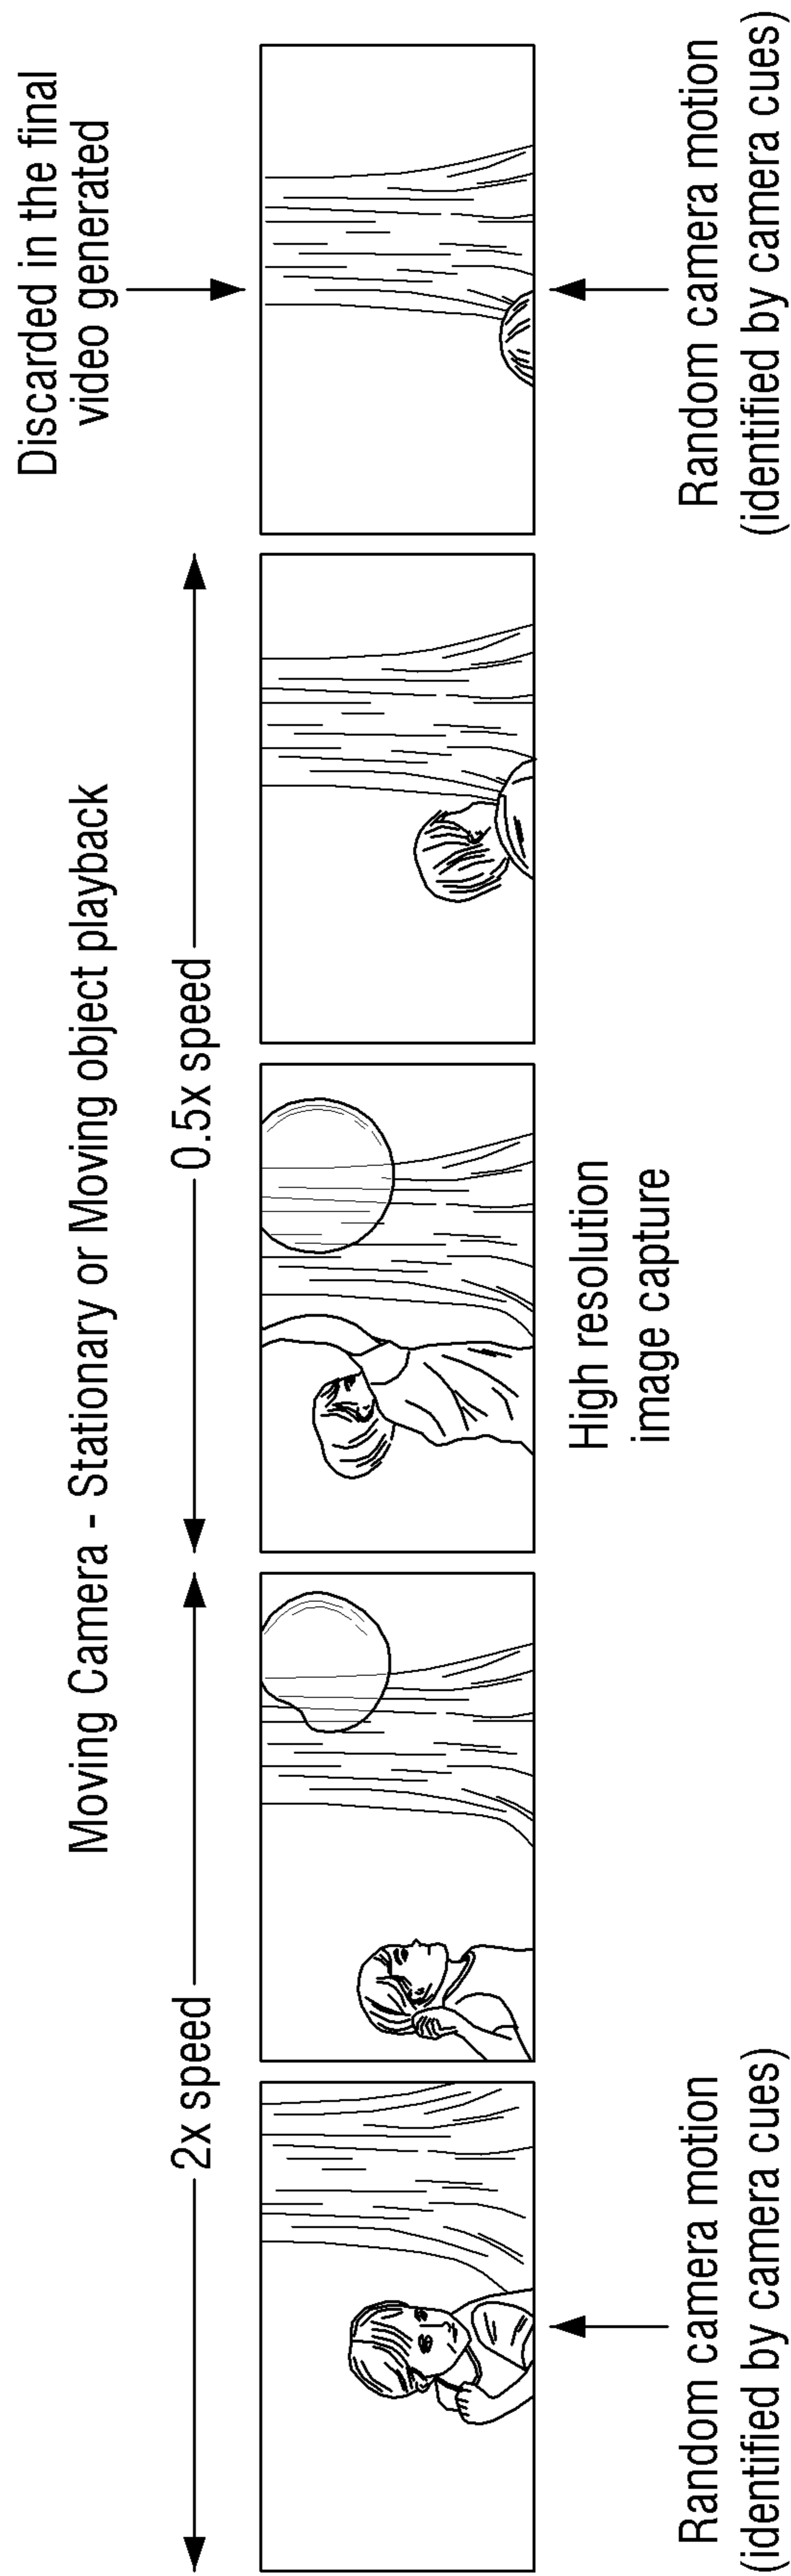 Moving Camera - Stationary or Moving object playback
Discarded in the final
video generated
2x speed
0.5x speed
Random camera motion
(identified by camera cues)
High resolution
image capture
Random camera motion
(identified by camera cues)